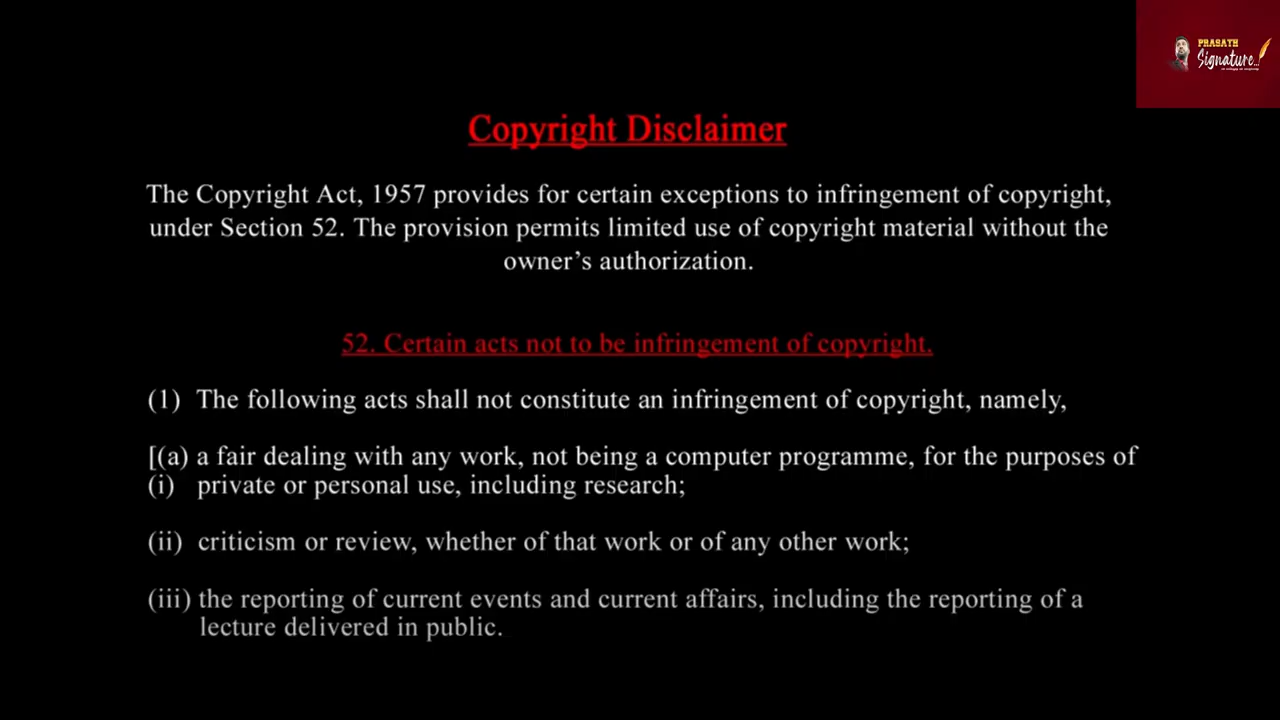 PRASATH
Signature...
Copyright Disclaimer
The Copyright Act, 1957 provides for certain exceptions to infringement of copyright,
under Section 52. The provision permits limited use of copyright material without the
owner’s authorization.
52. Certain acts not to be infringement of copyright.
(1) The following acts shall not constitute an infringement of copyright, namely,
[(a) a fair dealing with any work, not being a computer programme, for the purposes of
(i) private or personal use, including research;
(ii) criticism or review, whether of that work or of any other work;
(iii) the reporting of current events and current affairs, including the reporting of a
lecture delivered in public.